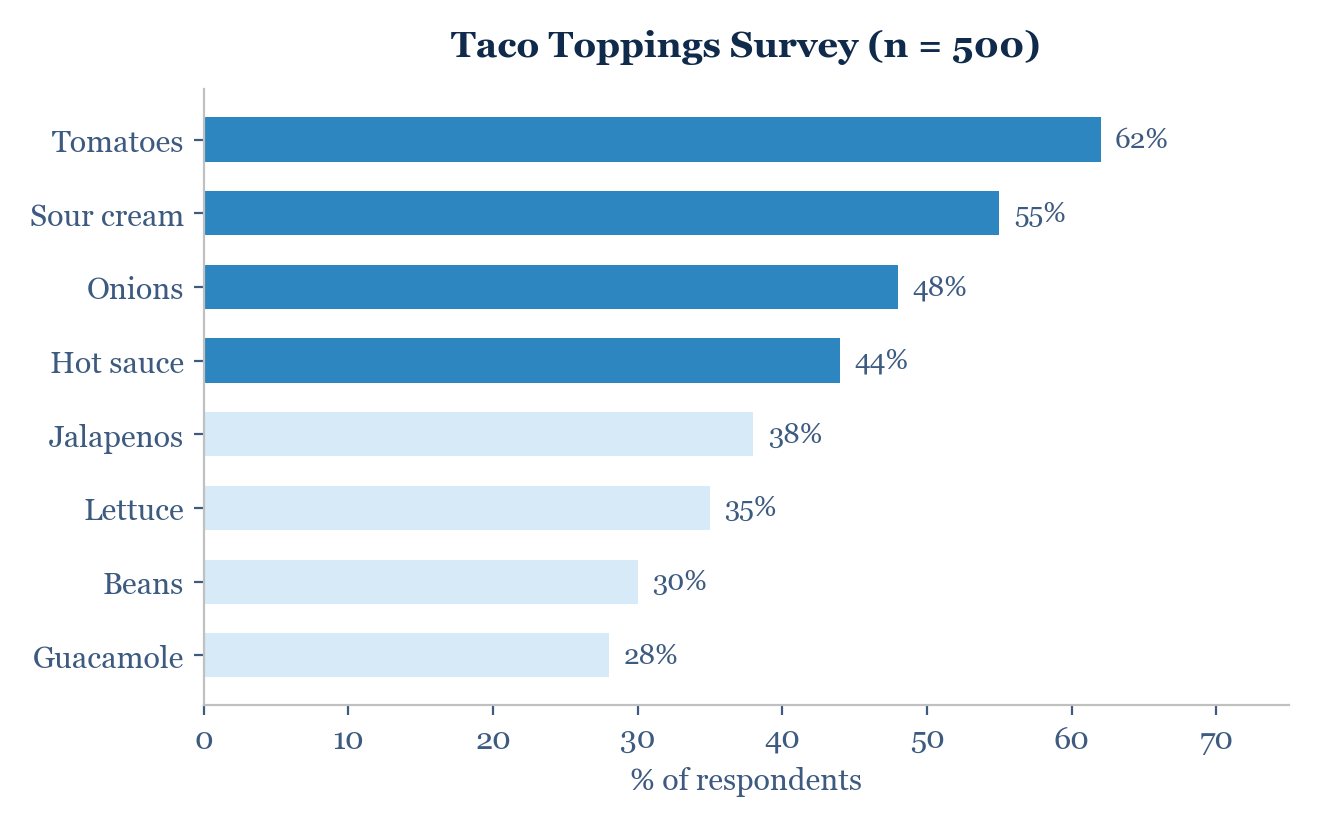 Taco Toppings Survey (n = 500)
Tomatoes 62%
Sour cream 55%
Onions 48%
Hot sauce 44%
Jalapenos 38%
Lettuce 35%
Beans 30%
Guacamole 28%
0 10 20 30 40 50 60 70
% of respondents